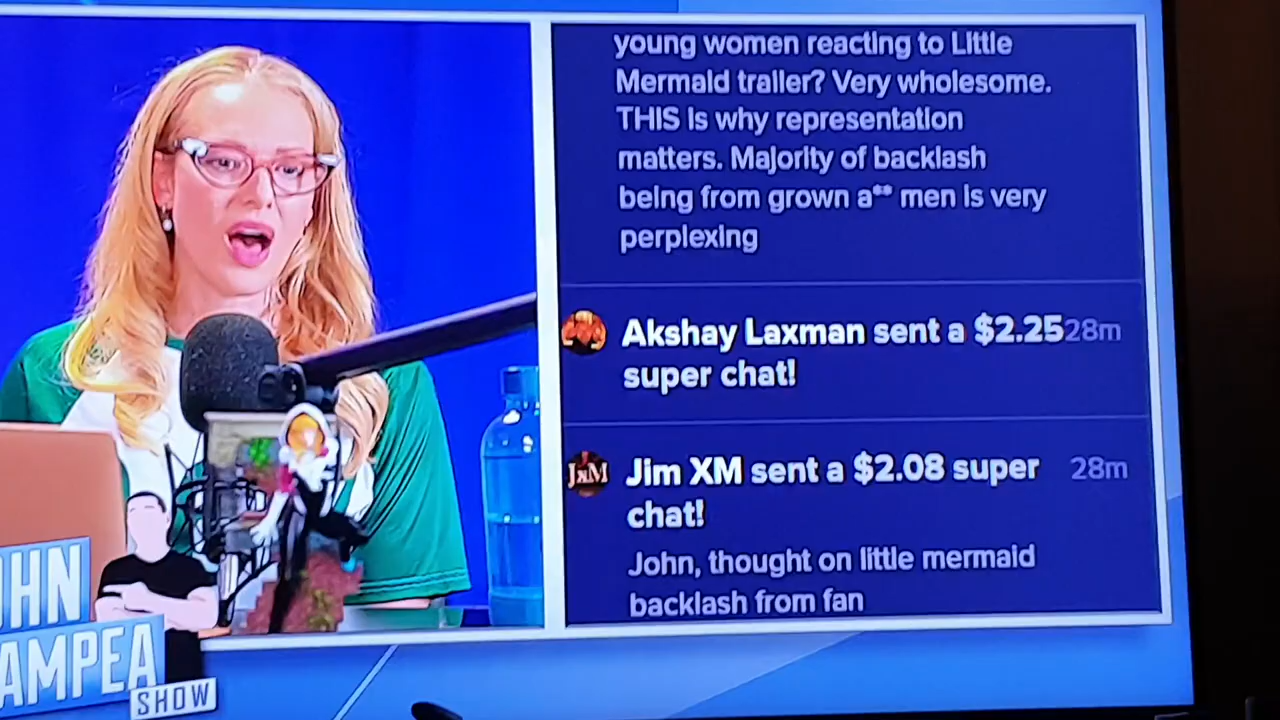 young women reacting to Little
Mermaid trailer? Very wholesome.
THIS is why representation
matters. Majority of backlash
being from grown a** men is very
perplexing
Akshay Laxman sent a $2.25 28m
super chat!
JxM
Jim XM sent a $2.08 super 28m
chat!
John, thought on little mermaid
backlash from fan
OHN
AMPEA
SHOW